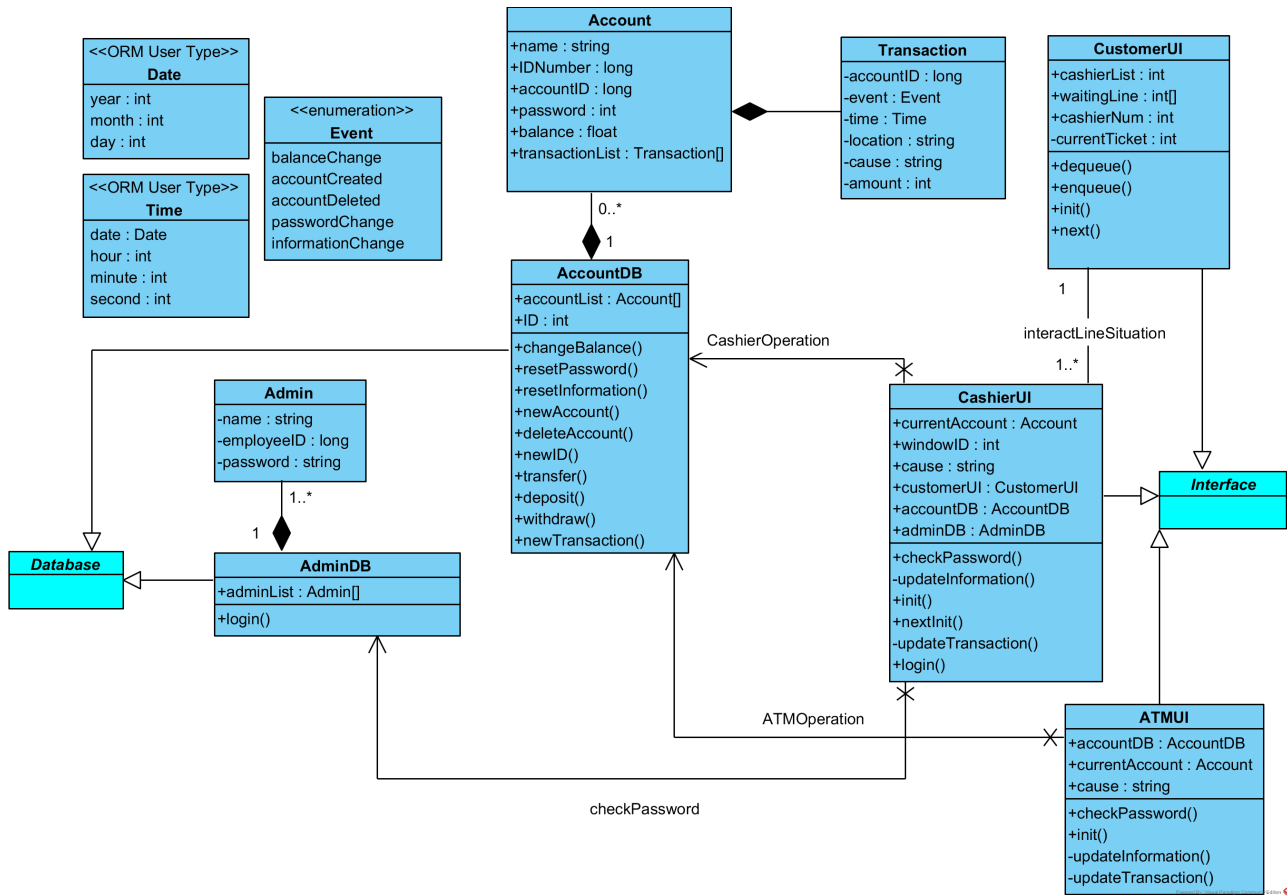 <<ORM User Type>>
Date
year : int
month : int
day : int
<<ORM User Type>>
Time
date : Date
hour : int
minute : int
second : int
<<enumeration>>
Event
balanceChange
accountCreated
accountDeleted
passwordChange
informationChange
Account
+name : string
+IDNumber : long
+accountID : long
+password : int
+balance : float
+transactionList : Transaction[]
Transaction
-accountID : long
-event : Event
-time : Time
-location : string
-cause : string
-amount : int
CustomerUI
+cashierList : int
+waitingLine : int[]
+cashierNum : int
-currentTicket : int
+dequeue()
+enqueue()
+init()
+next()
0..*
1
AccountDB
+accountList : Account[]
+ID : int
+changeBalance()
+resetPassword()
+resetInformation()
+newAccount()
+deleteAccount()
+newID()
+transfer()
+deposit()
+withdraw()
+newTransaction()
CashierOperation
1
interactLineSituation
1..*
Admin
-name : string
-employeeID : long
-password : string
1..*
1
CashierUI
+currentAccount : Account
+windowID : int
+cause : string
+customerUI : CustomerUI
+accountDB : AccountDB
+adminDB : AdminDB
+checkPassword()
-updateInformation()
+init()
+nextInit()
-updateTransaction()
+login()
Interface
Database
AdminDB
+adminList : Admin[]
+login()
ATMOperation
checkPassword
ATMUI
+accountDB : AccountDB
+currentAccount : Account
+cause : string
+checkPassword()
+init()
-updateInformation()
-updateTransaction()